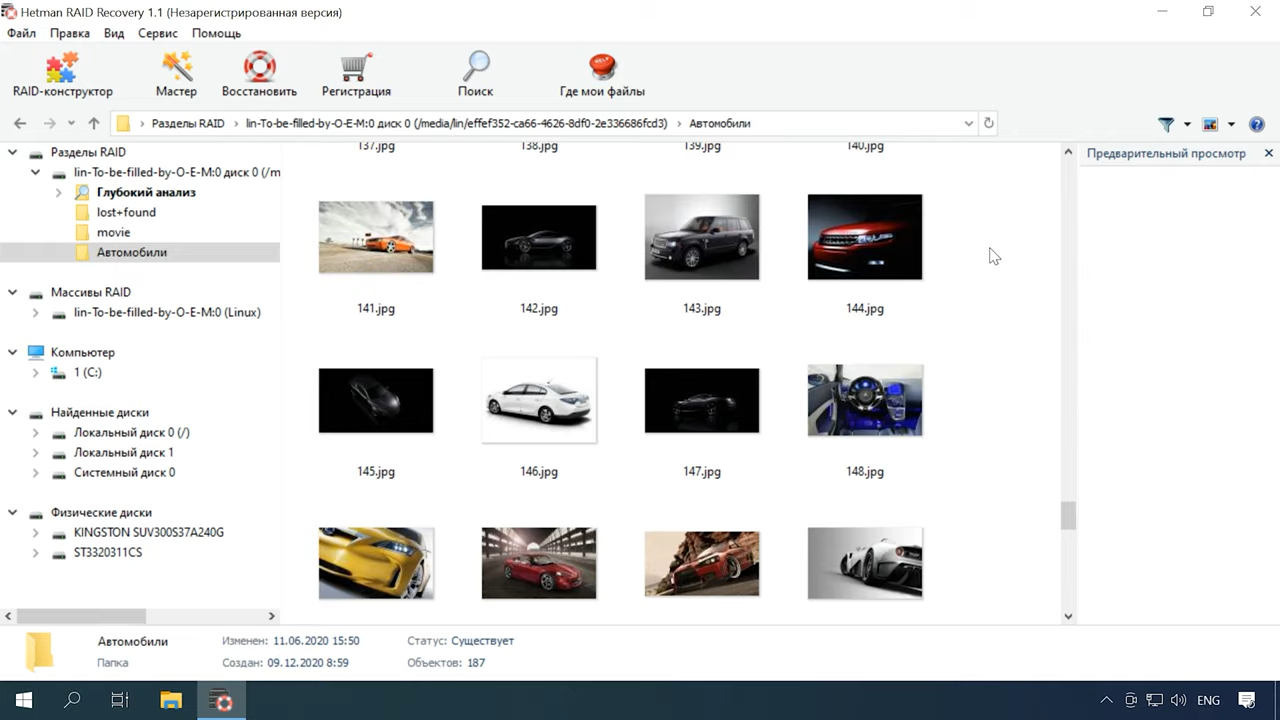 Hetman RAID Recovery 1.1 (Незарегистрированная версия)
Файл Правка Вид Сервис Помощь
RAID-конструктор Мастер Восстановить Регистрация Поиск Где мои файлы
Разделы RAID lin-To-be-filled-by-O-E-M:0 диск 0 (/media/lin/effef352-ca66-4626-8df0-2e336686fcd3) Автомобили
Разделы RAID
lin-To-be-filled-by-O-E-M:0 диск 0 (/m
Глубокий анализ
lost+found
movie
Автомобили
Массивы RAID
lin-To-be-filled-by-O-E-M:0 (Linux)
Компьютер
1 (C:)
Найденные диски
Локальный диск 0 (/)
Локальный диск 1
Системный диск 0
Физические диски
KINGSTON SUV300S37A240G
ST3320311CS
137.jpg 138.jpg 139.jpg 140.jpg
141.jpg 142.jpg 143.jpg 144.jpg
145.jpg 146.jpg 147.jpg 148.jpg
Предварительный просмотр
Автомобили Изменен: 11.06.2020 15:50 Статус: Существует
Папка Создан: 09.12.2020 8:59 Объектов: 187
ENG